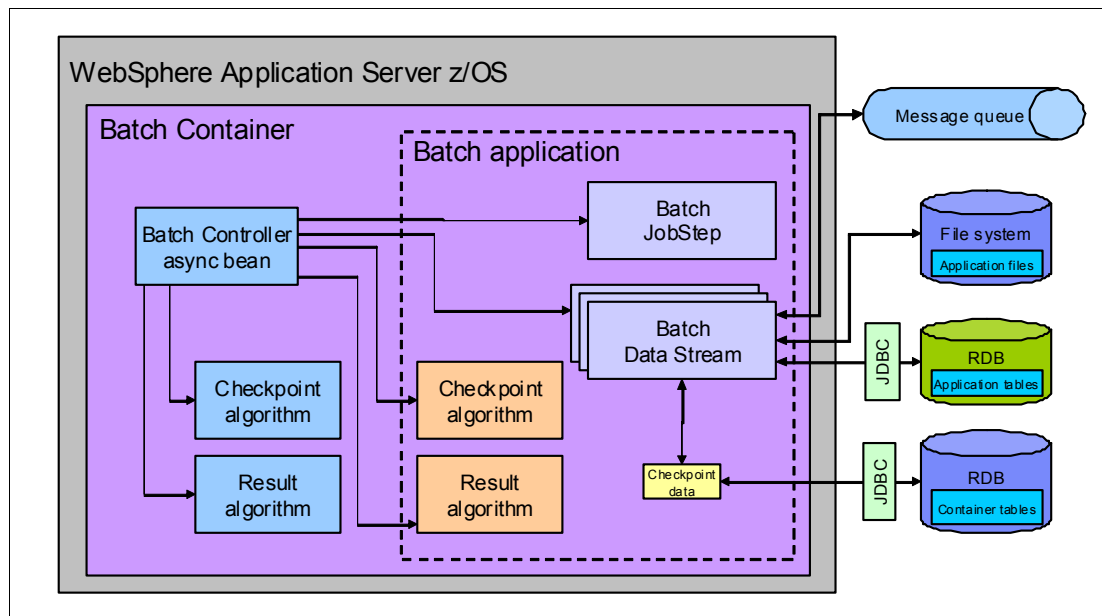 WebSphere Application Server z/OS
Batch Container
Batch application
Message queue
Batch
JobStep
Batch Controller
async bean
File system
Application files
Batch
Data Stream
JDBC
RDB
Application tables
Checkpoint
algorithm
Checkpoint
algorithm
Result
algorithm
Result
algorithm
Checkpoint
data
JDBC
RDB
Container tables